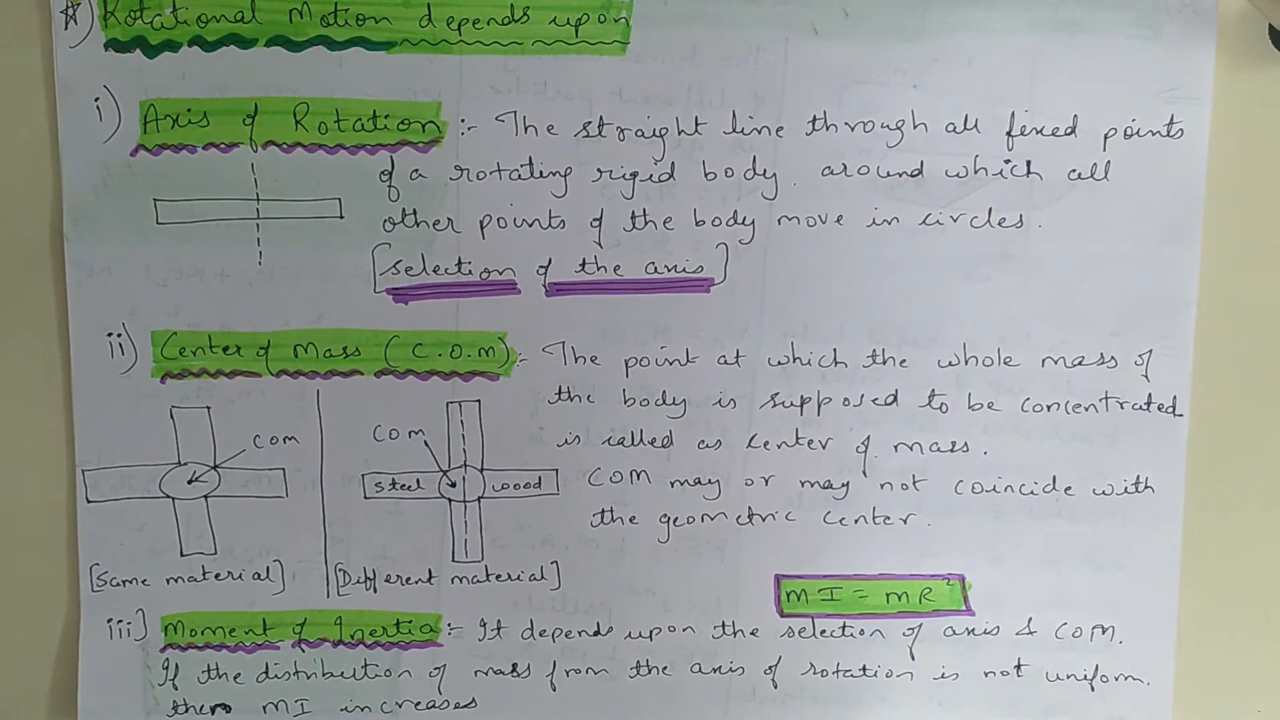 ☆) Rotational Motion depends upon
i) Axis of Rotation :- The straight line through all fixed points
of a rotating rigid body. around which all
other points of the body move in circles.
[selection of the axis]
ii) Center of Mass (C.O.M) :- The point at which the whole mass of
the body is supposed to be concentrated
is called as center of mass.
COM may or may not coincide with
the geometric center.
COM
[Same material]
COM
steel wood
[Different material]
MI = MR²
iii] Moment of Inertia :- It depends upon the selection of axis & COM.
If the distribution of mass from the axis of rotation is not uniform.
then MI increases